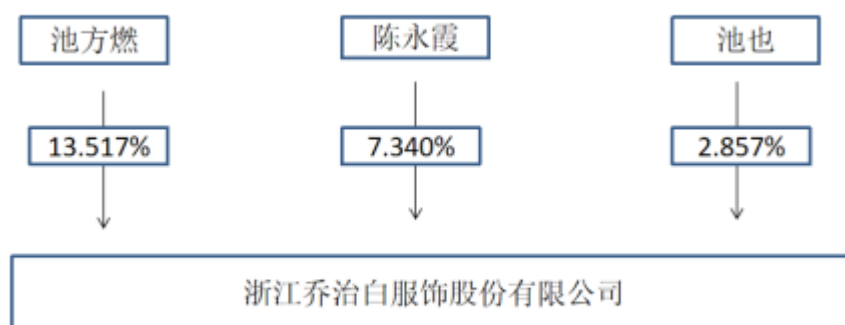 池方燃
陈永霞
池也
13.517%
7.340%
2.857%
浙江乔治白服饰股份有限公司